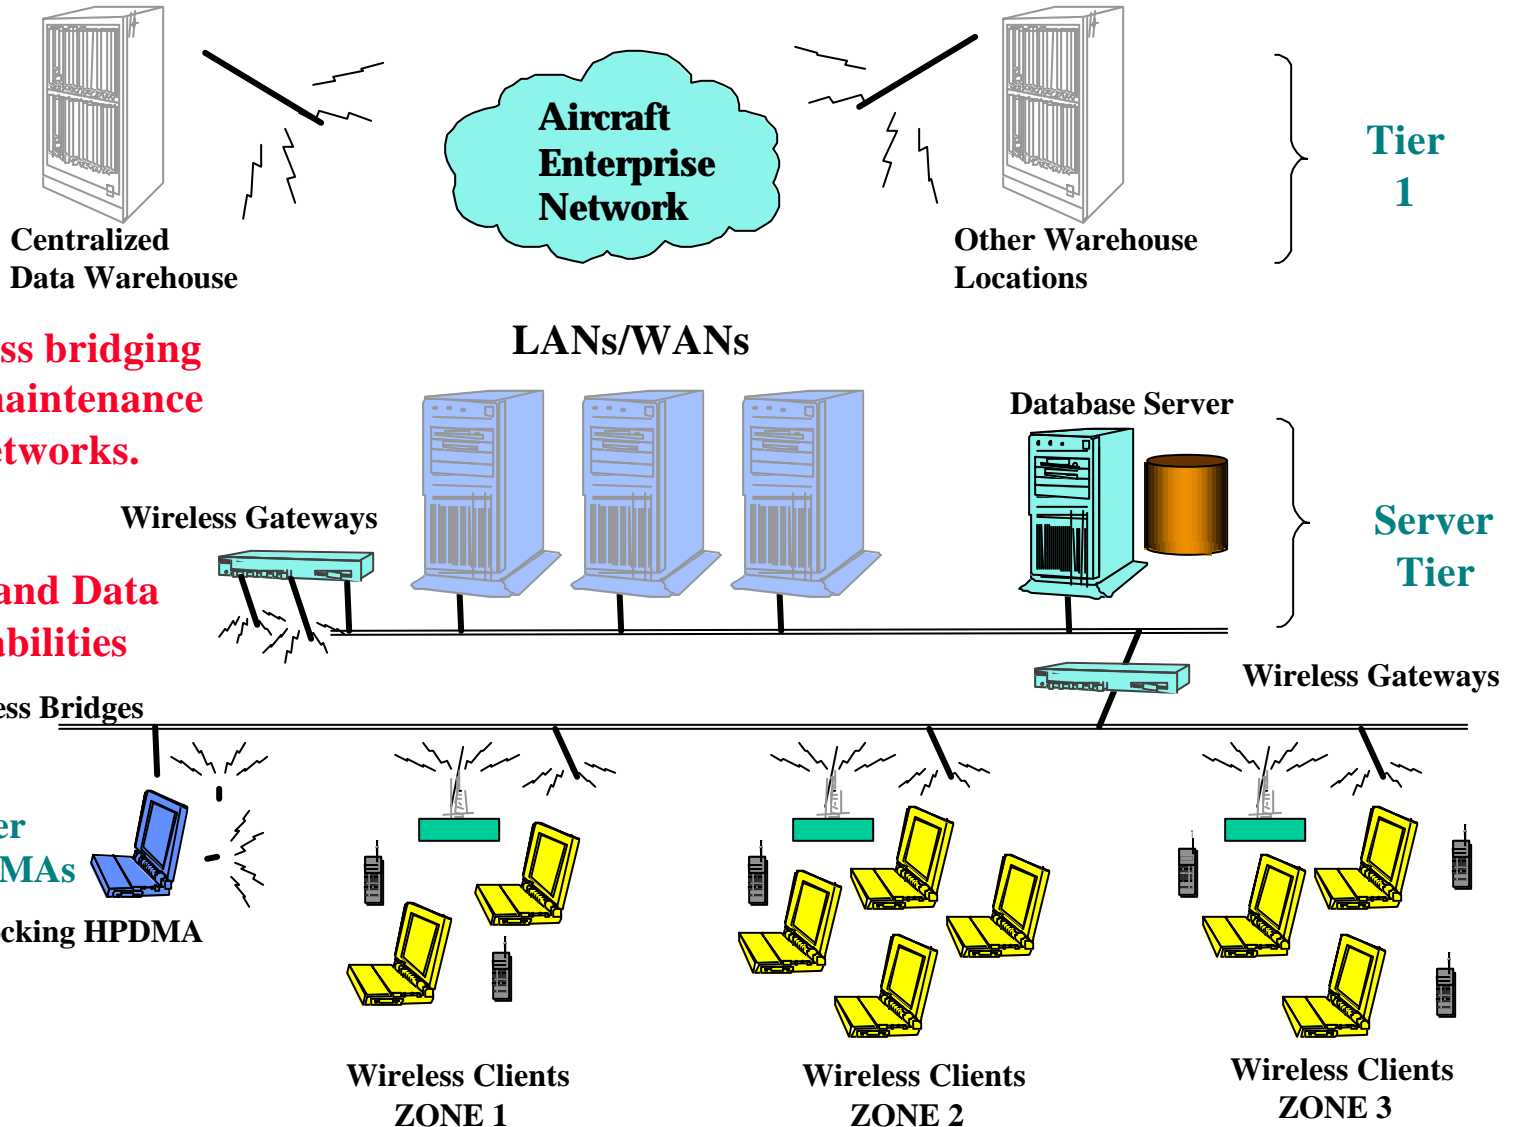 Aircraft
Enterprise
Network
Tier
1
Centralized
Data Warehouse
Other Warehouse
Locations
ss bridging
aintenance
etworks.
LANs/WANs
Database Server
Wireless Gateways
Server
Tier
and Data
abilities
Wireless Gateways
ess Bridges
er
MAs
cking HPDMA
Wireless Clients
ZONE 1
Wireless Clients
ZONE 2
Wireless Clients
ZONE 3